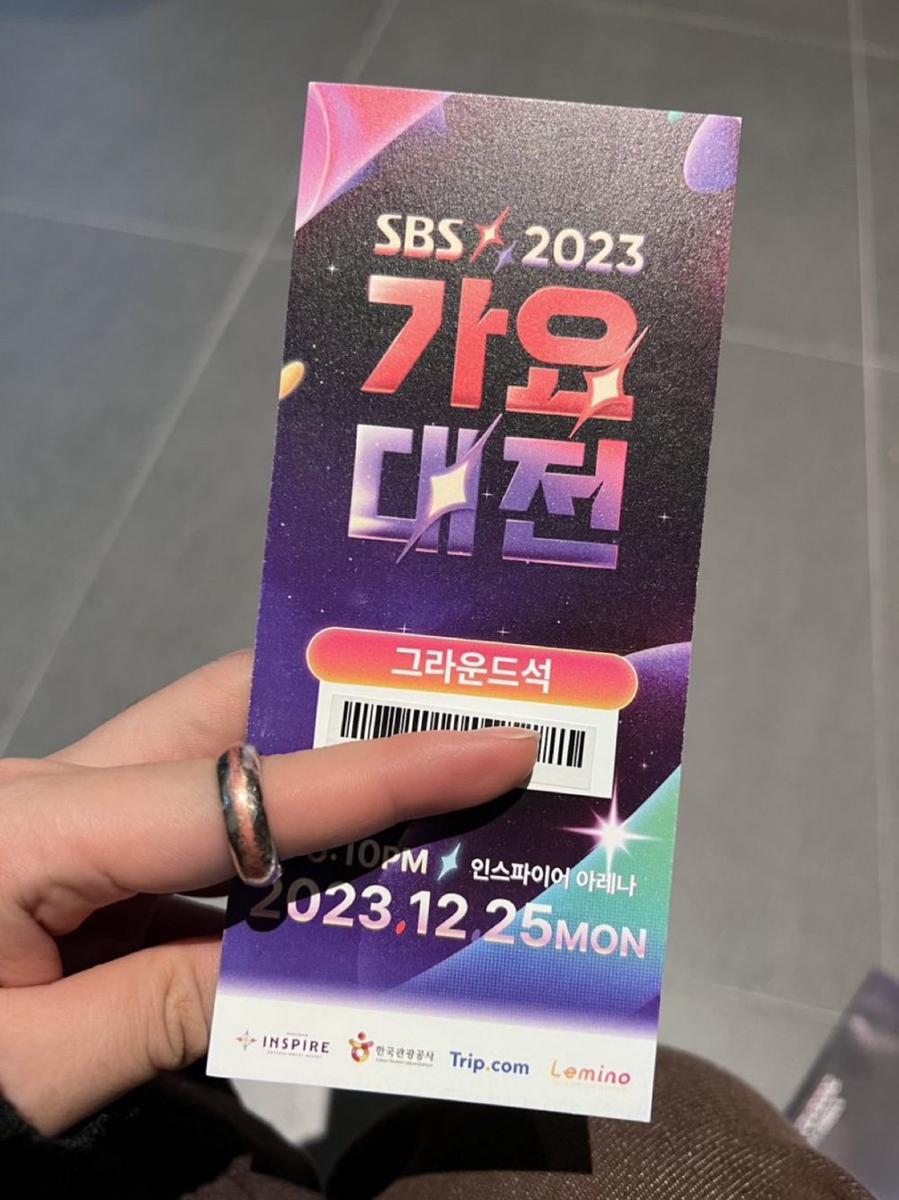 SBS 2023
가요
대전
그라운드석
10PM 인스파이어 아레나
2023.12.25MON
INSPIRE
한국관광공사
Trip.com
Lemino